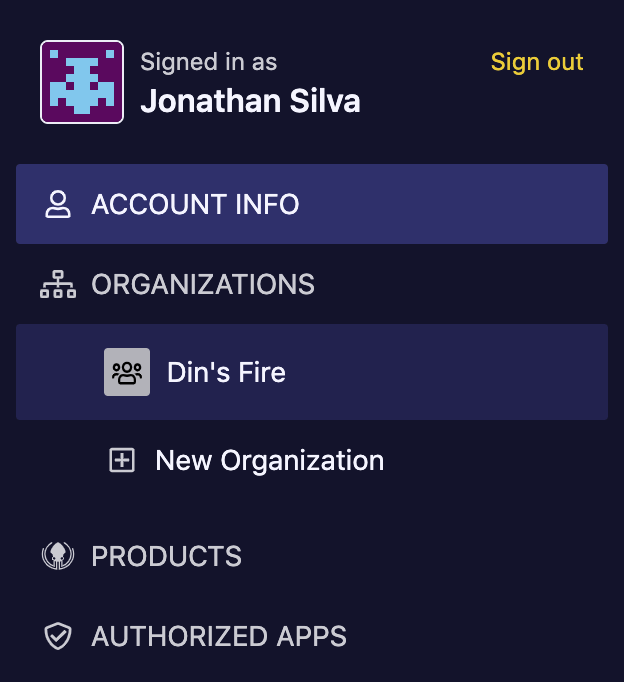 Signed in as
Sign out
Jonathan Silva
ACCOUNT INFO
ORGANIZATIONS
Din's Fire
New Organization
PRODUCTS
AUTHORIZED APPS